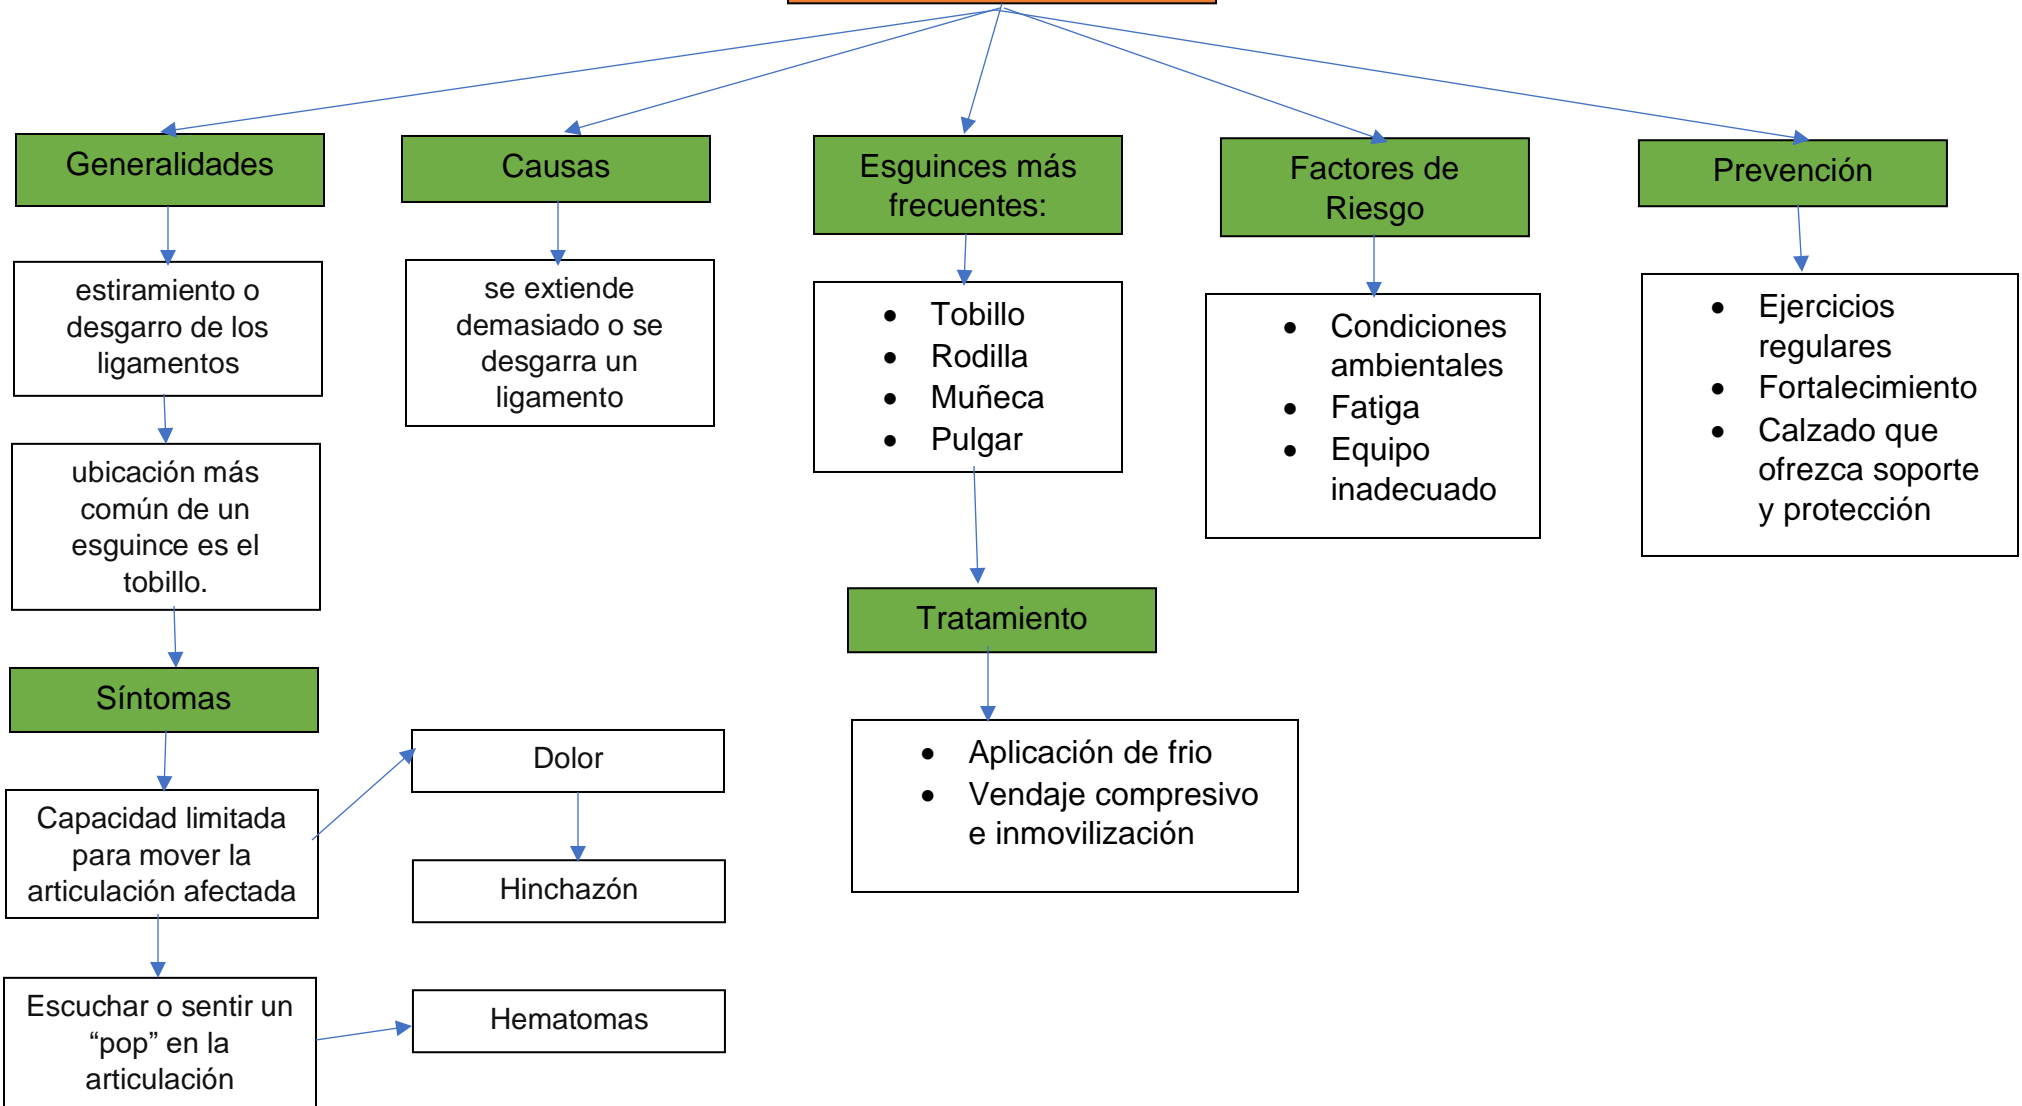 Generalidades
estiramiento o
desgarro de los
ligamentos
ubicación más
común de un
esguince es el
tobillo.
Síntomas
Capacidad limitada
para mover la
articulación afectada
Escuchar o sentir un
“pop” en la
articulación
Dolor
Hinchazón
Hematomas
Causas
se extiende
demasiado o se
desgarra un
ligamento
Esguinces más
frecuentes:
• Tobillo
• Rodilla
• Muñeca
• Pulgar
Tratamiento
• Aplicación de frio
• Vendaje compresivo
e inmovilización
Factores de
Riesgo
• Condiciones
ambientales
• Fatiga
• Equipo
inadecuado
Prevención
• Ejercicios
regulares
• Fortalecimiento
• Calzado que
ofrezca soporte
y protección